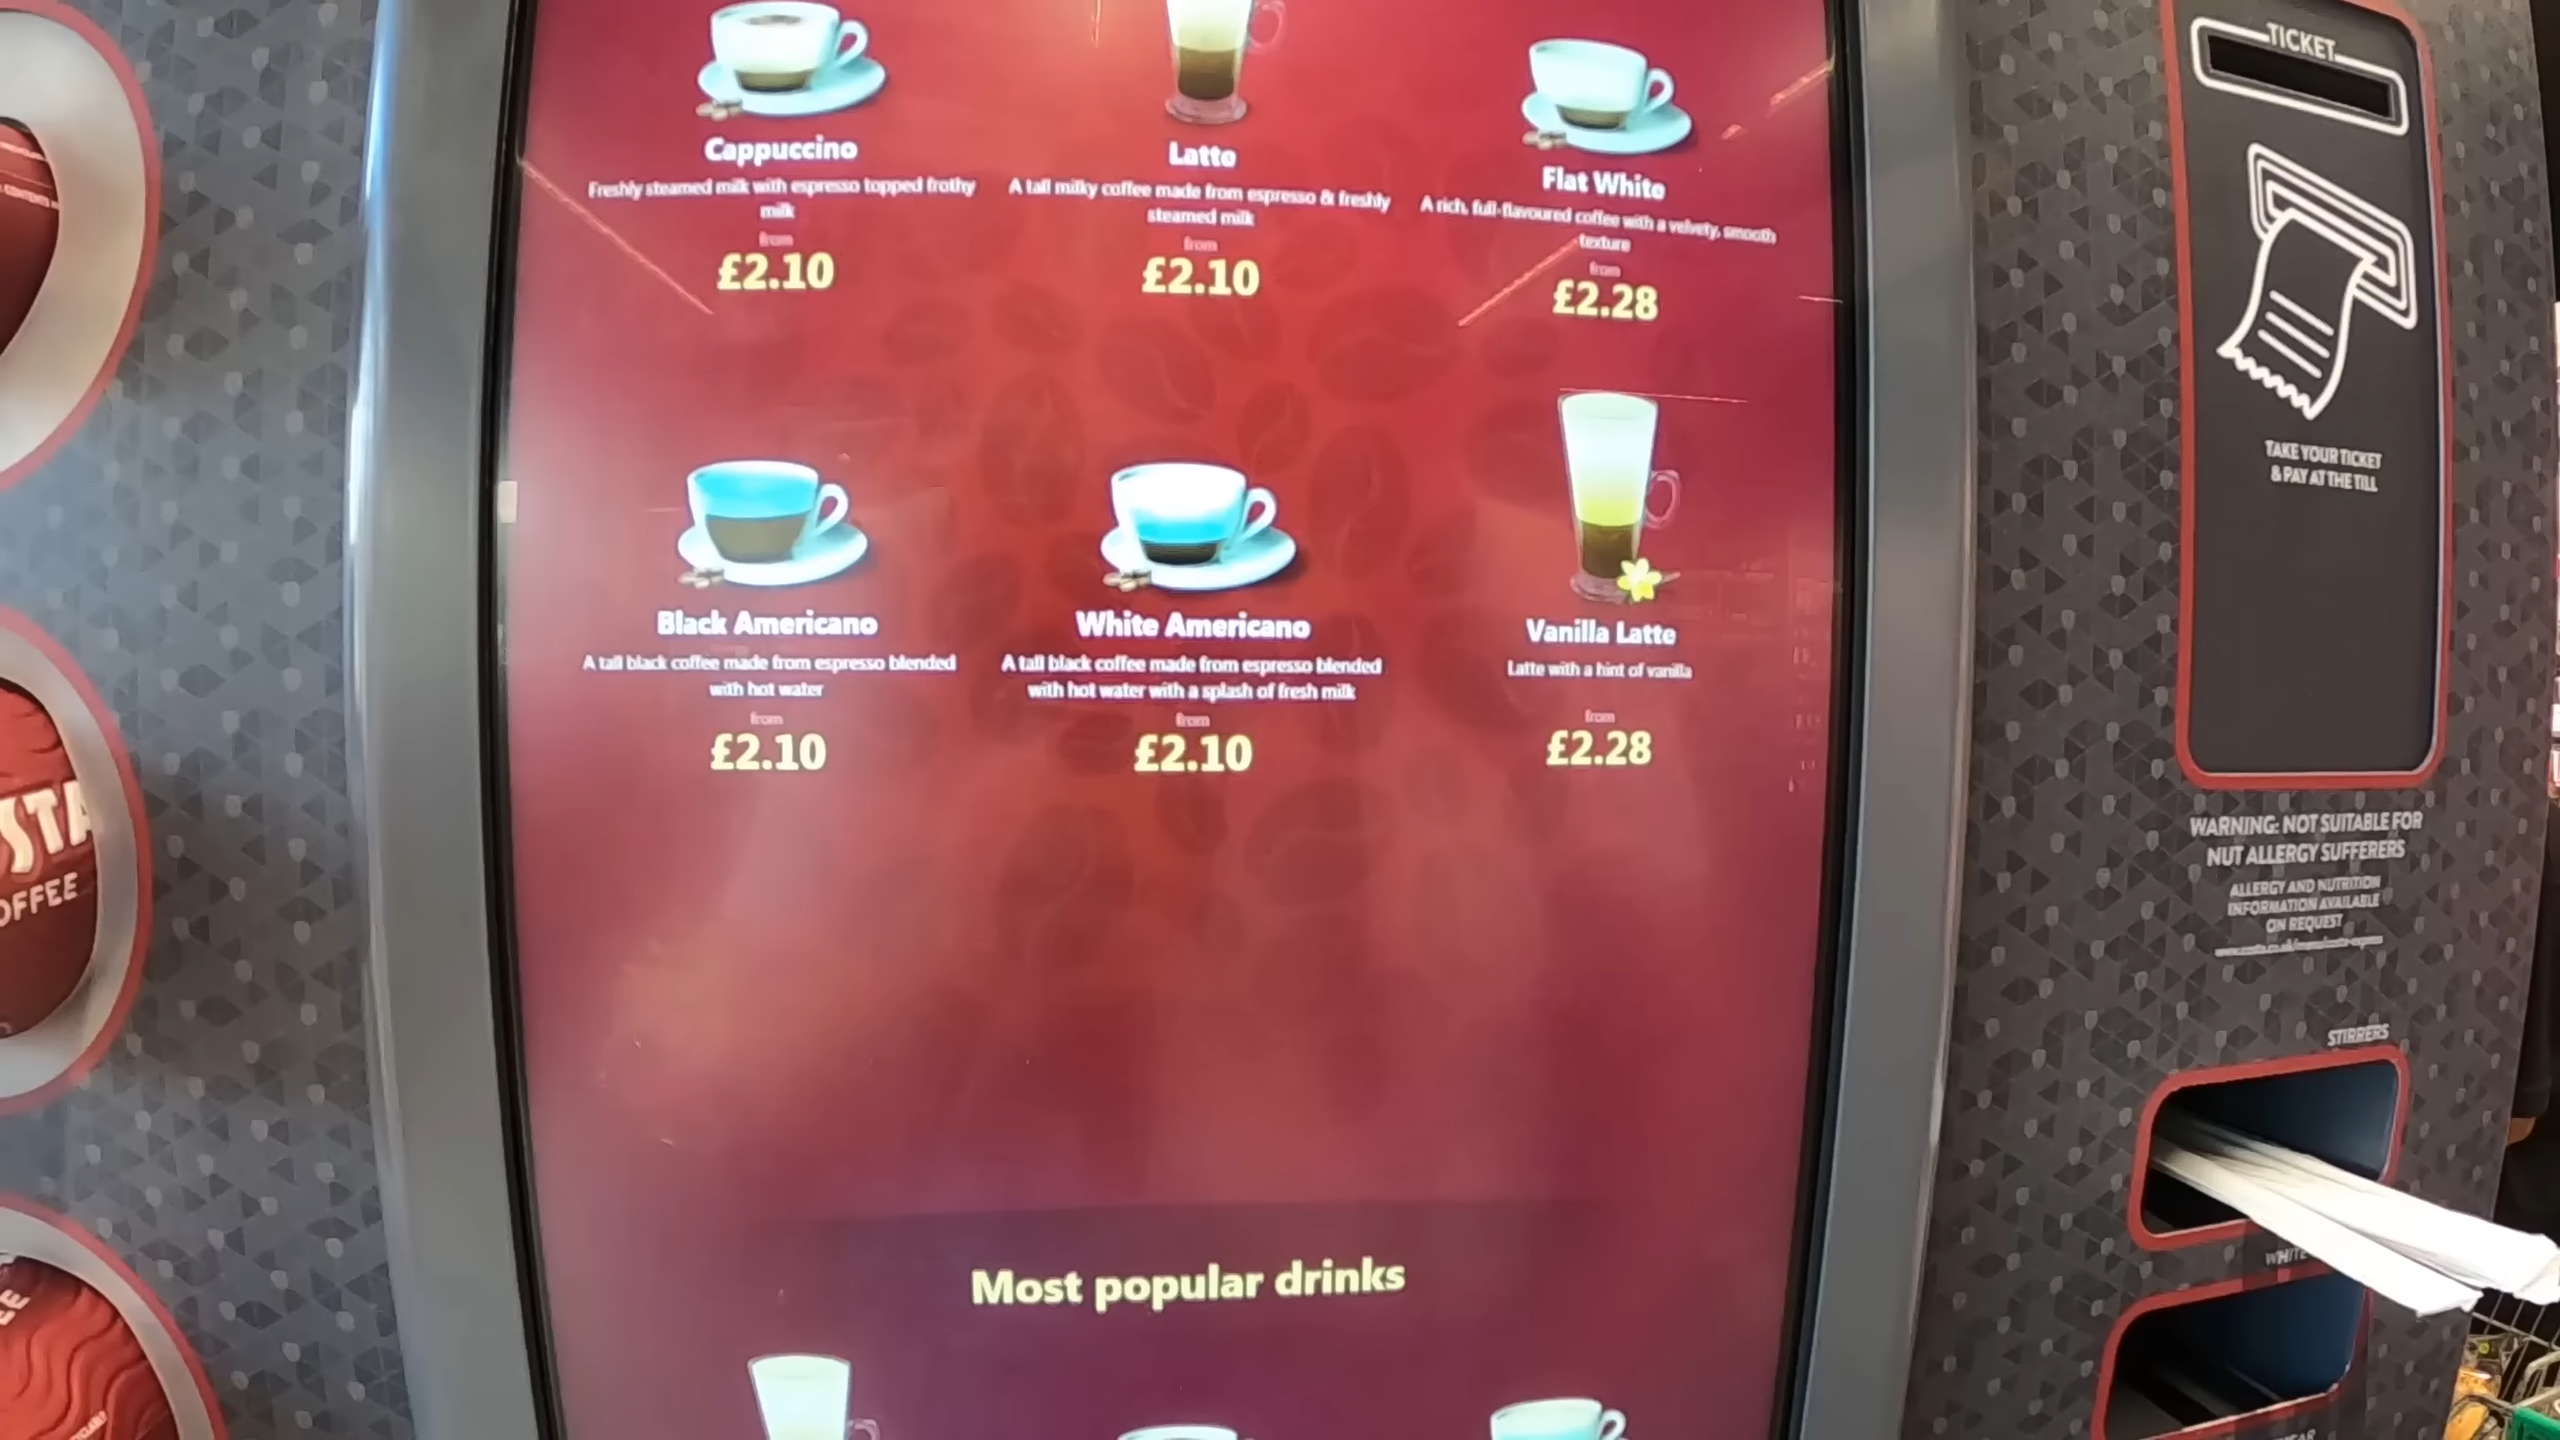 Cappuccino
Freshly steamed milk with espresso topped frothy
milk
from
£2.10
Latte
A tall milky coffee made from espresso & freshly
steamed milk
from
£2.10
Flat White
A rich, full-flavoured coffee with a velvety, smooth
texture
from
£2.28
Black Americano
A tall black coffee made from espresso blended
with hot water
from
£2.10
White Americano
A tall black coffee made from espresso blended
with hot water with a splash of fresh milk
from
£2.10
Vanilla Latte
Latte with a hint of vanilla
from
£2.28
Most popular drinks
TICKET
TAKE YOUR TICKET
& PAY AT THE TILL
WARNING: NOT SUITABLE FOR
NUT ALLERGY SUFFERERS
ALLERGY AND NUTRITION
INFORMATION AVAILABLE
ON REQUEST
STIRRERS
WHITE
STA
OFFEE